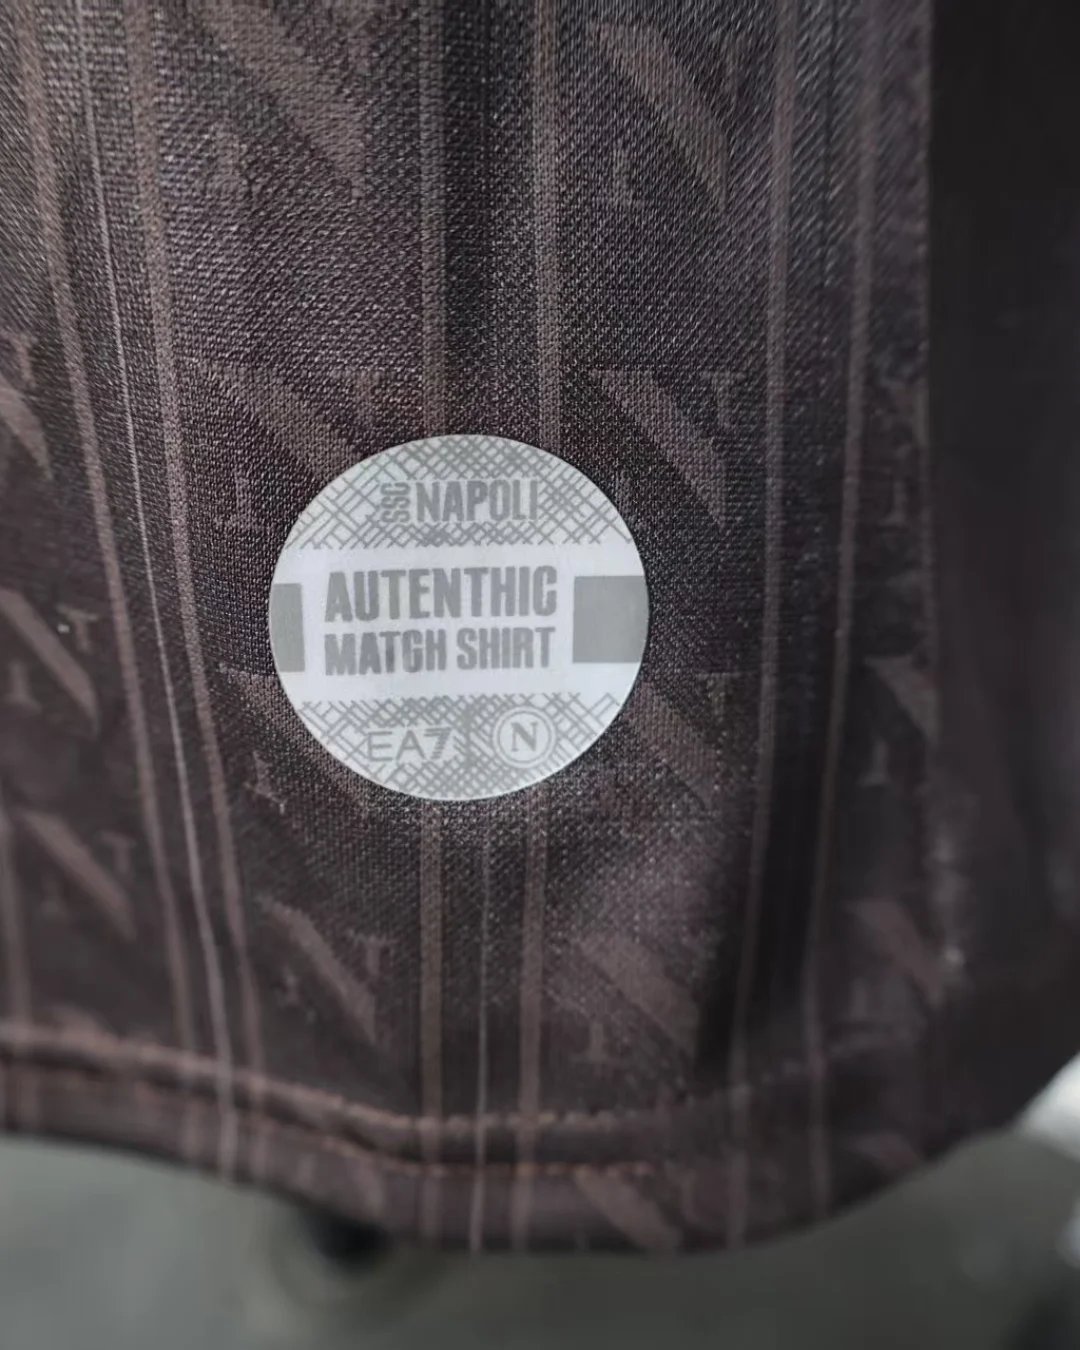 SSC NAPOLI
AUTENTHIC
MATCH SHIRT
EA7 N